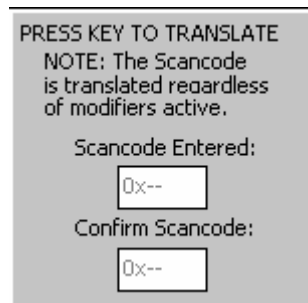 PRESS KEY TO TRANSLATE
NOTE: The Scancode
is translated regardless
of modifiers active.
Scancode Entered:
0x--
Confirm Scancode:
0x--